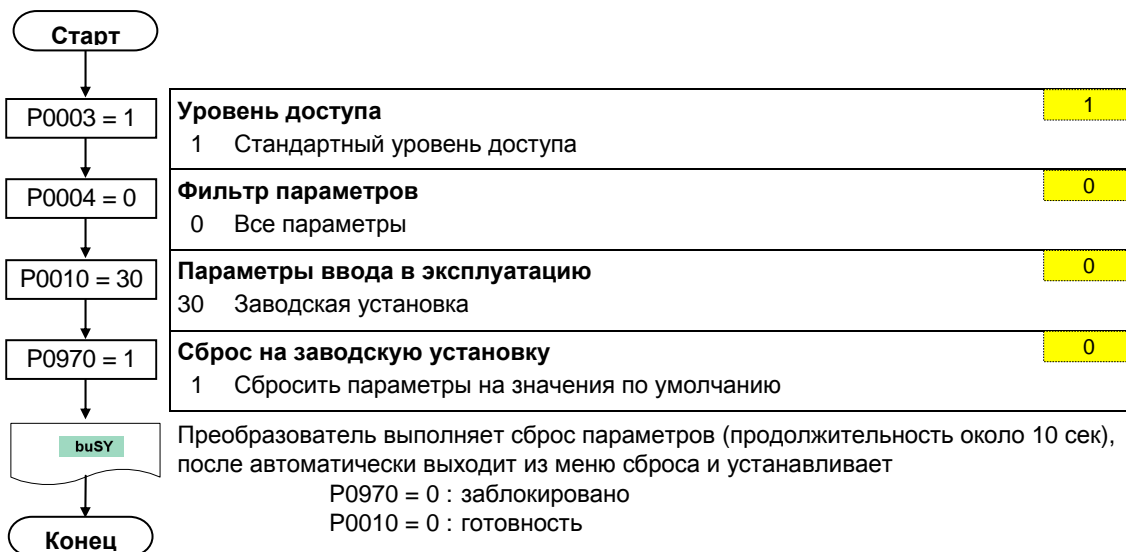 Старт
P0003 = 1
Уровень доступа 1
1 Стандартный уровень доступа
P0004 = 0
Фильтр параметров 0
0 Все параметры
P0010 = 30
Параметры ввода в эксплуатацию 0
30 Заводская установка
P0970 = 1
Сброс на заводскую установку 0
1 Сбросить параметры на значения по умолчанию
buSY
Преобразователь выполняет сброс параметров (продолжительность около 10 сек),
после автоматически выходит из меню сброса и устанавливает
P0970 = 0 : заблокировано
P0010 = 0 : готовность
Конец